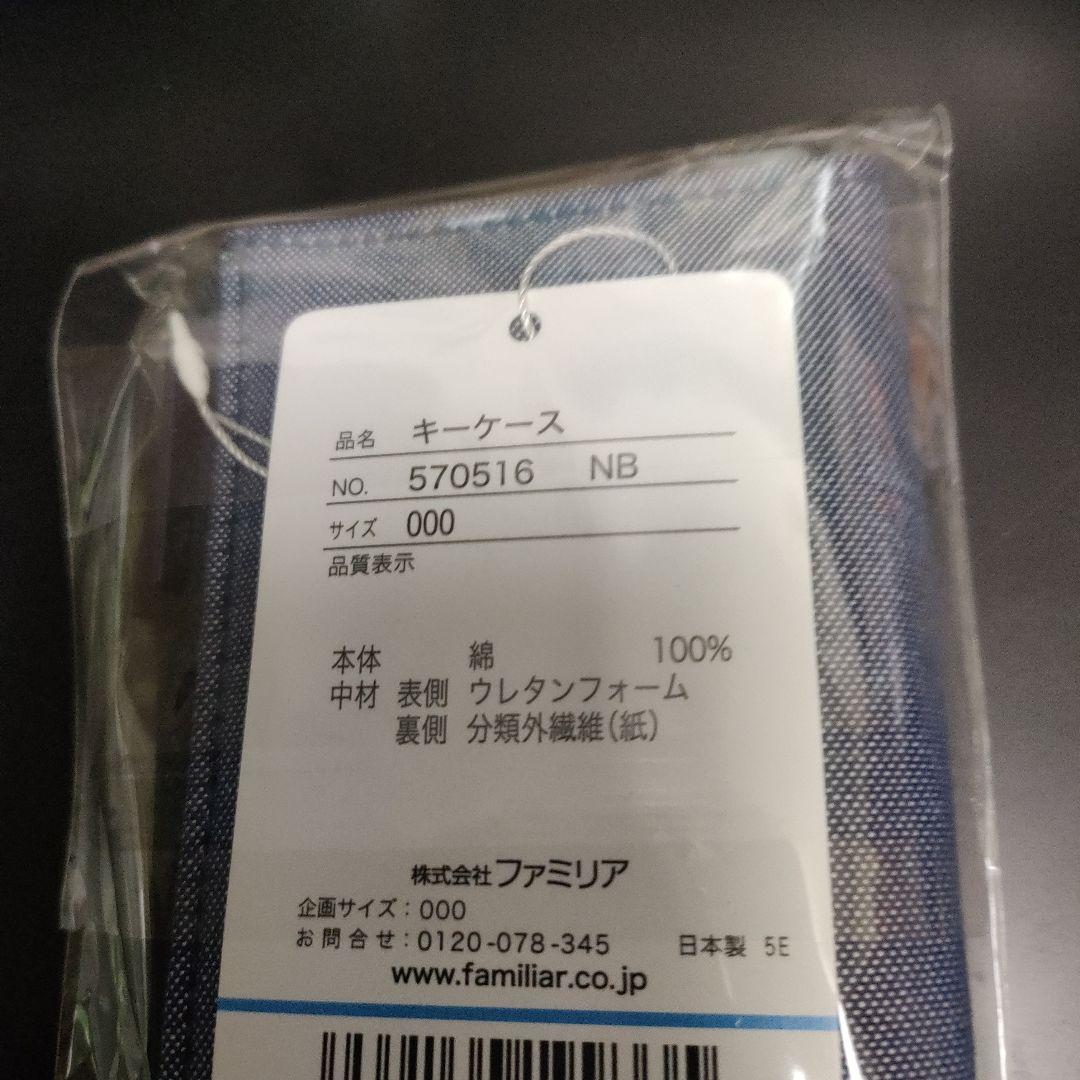 品名 キーケース
NO. 570516 NB
サイズ 000
品質表示
本体 綿 100%
中材 表側 ウレタンフォーム
裏側 分類外繊維(紙)
株式会社ファミリア
企画サイズ:000
お問合せ:0120-078-345 日本製 5E
www.familiar.co.jp